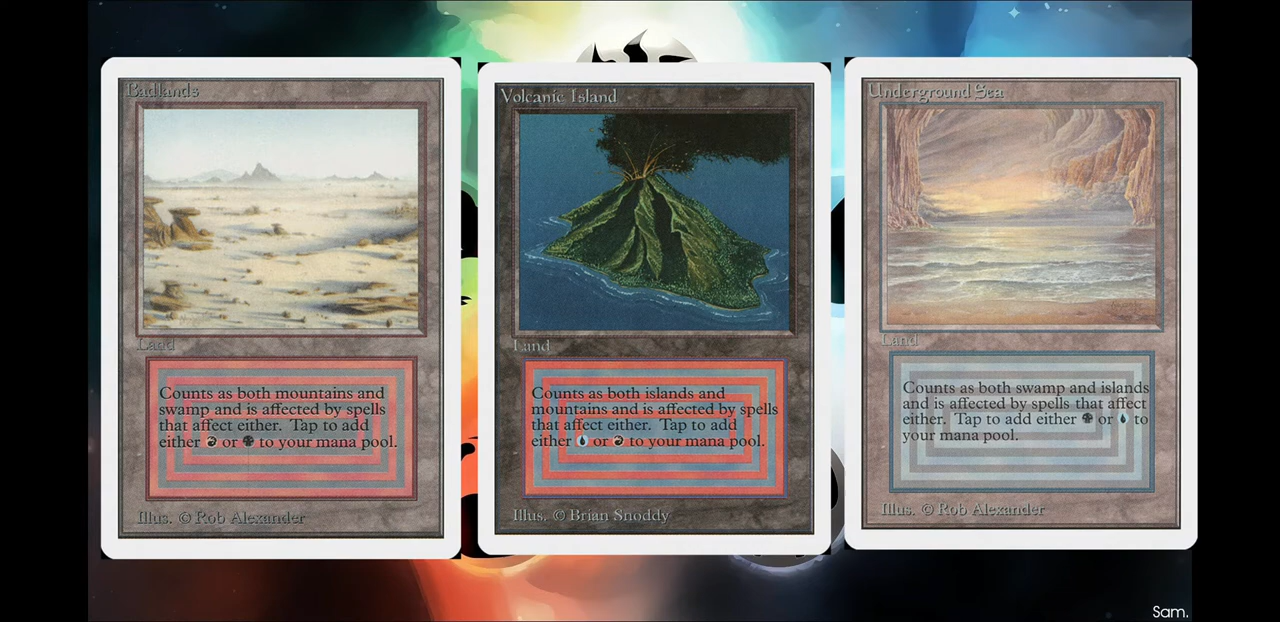 Badlands
Land
Counts as both mountains and
swamp and is affected by spells
that affect either. Tap to add
either or to your mana pool.
Illus. © Rob Alexander
Volcanic Island
Land
Counts as both islands and
mountains and is affected by spells
that affect either. Tap to add
either or to your mana pool.
Illus. © Brian Snoddy
Underground Sea
Land
Counts as both swamp and islands
and is affected by spells that affect
either. Tap to add either or to
your mana pool.
Illus. © Rob Alexander
Sam.